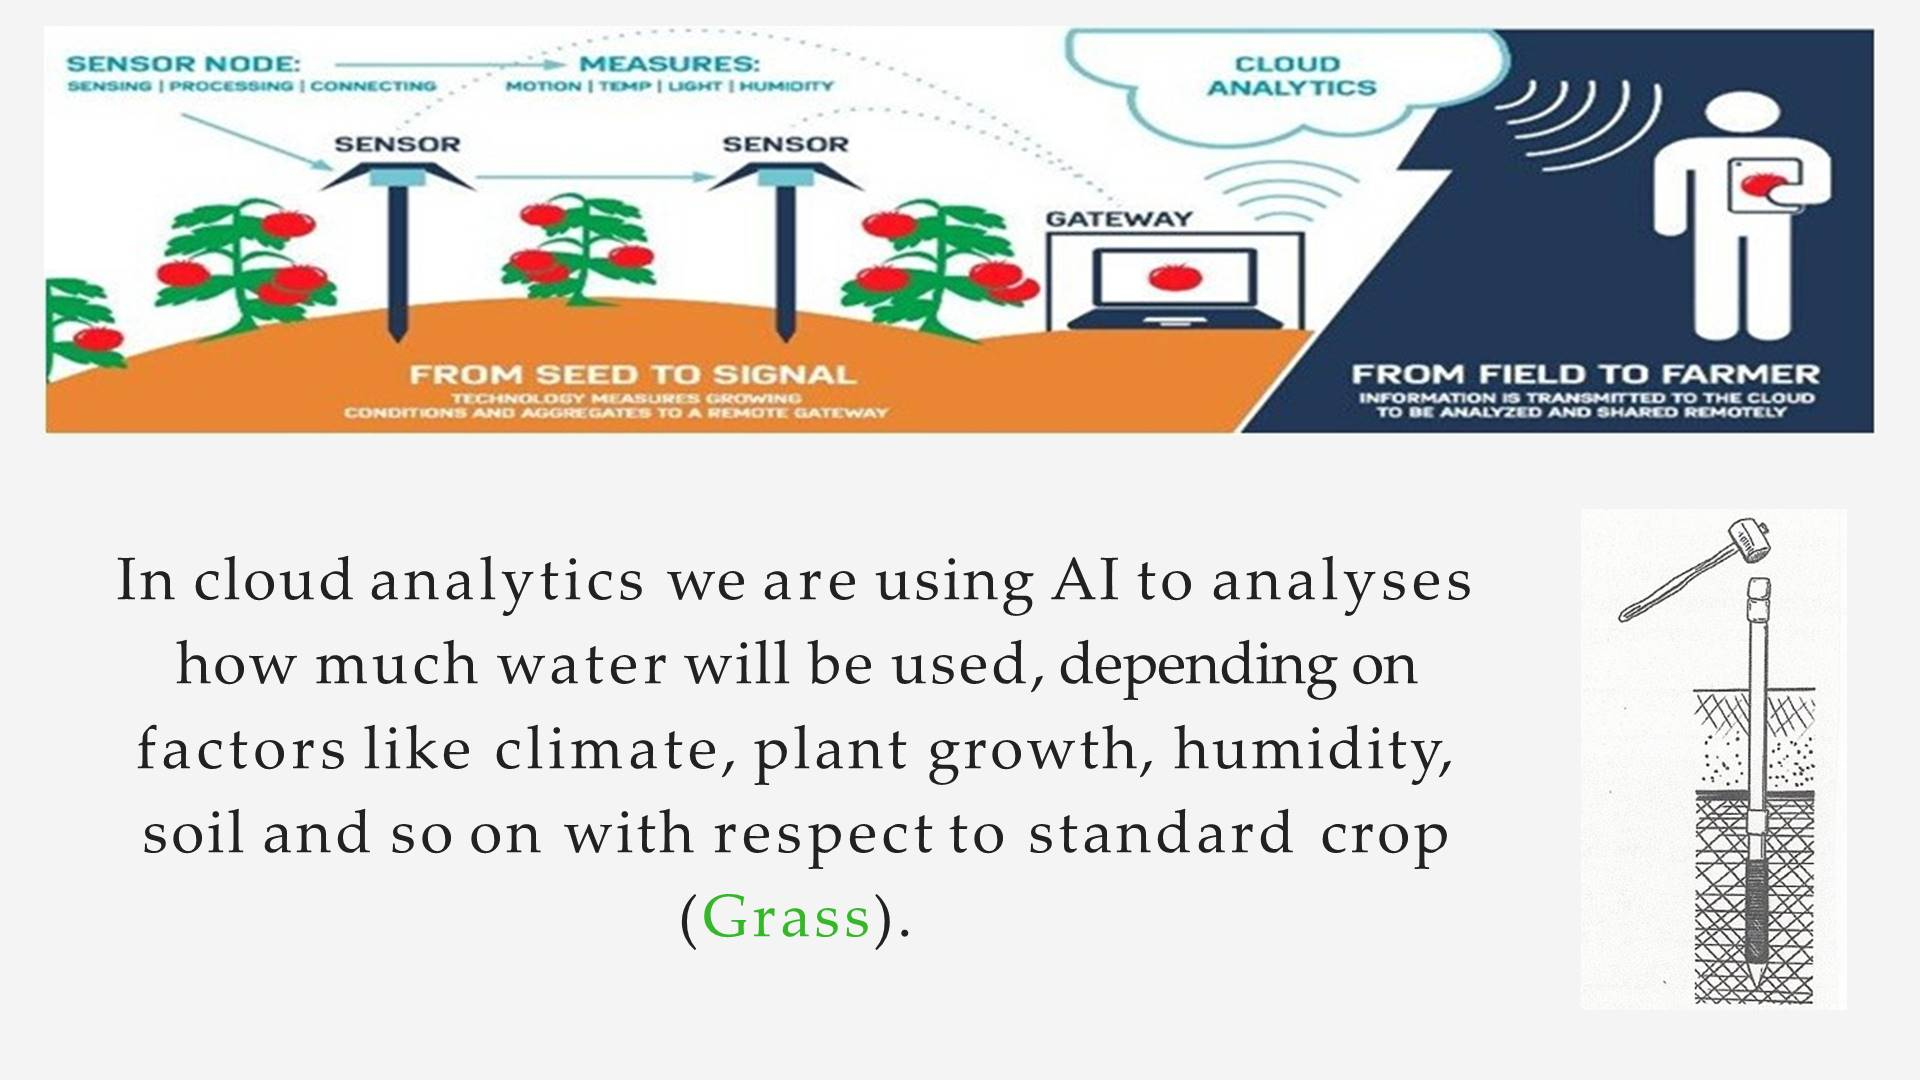 SENSOR NODE:
SENSING | PROCESSING | CONNECTING
MEASURES:
MOTION | TEMP | LIGHT | HUMIDITY
SENSOR
SENSOR
GATEWAY
CLOUD
ANALYTICS
FROM SEED TO SIGNAL
TECHNOLOGY MEASURES GROWING
CONDITIONS AND AGGREGATES TO A REMOTE GATEWAY
FROM FIELD TO FARMER
INFORMATION IS TRANSMITTED TO THE CLOUD
TO BE ANALYZED AND SHARED REMOTELY
In cloud analytics we are using AI to analyses
how much water will be used, depending on
factors like climate, plant growth, humidity,
soil and so on with respect to standard crop
(Grass).